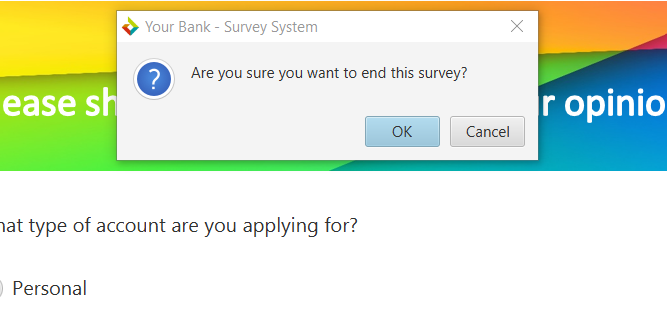 Your Bank - Survey System
Are you sure you want to end this survey?
?
OK Cancel
ease sh r opinio
hat type of account are you applying for?
Personal